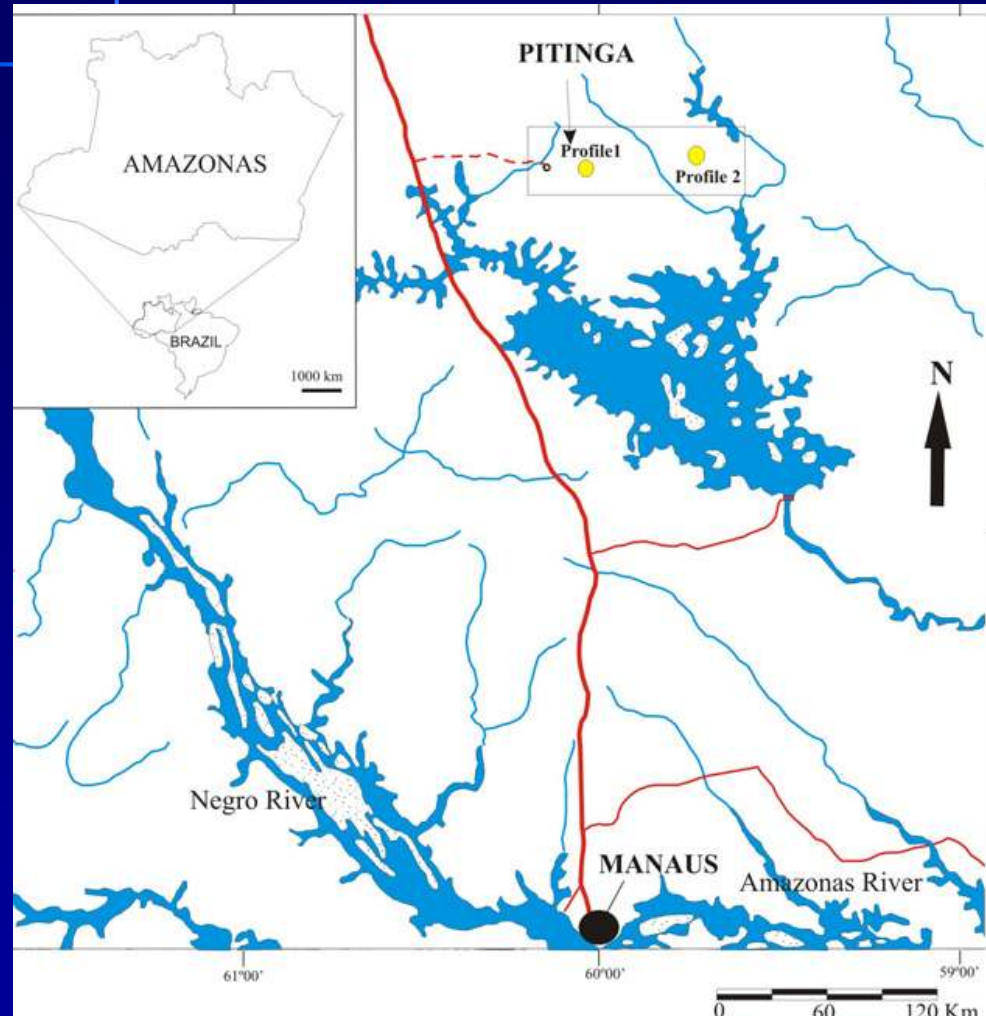 PITINGA
Profile1
Profile 2
AMAZONAS
BRAZIL
1000 km
N
Negro River
MANAUS
Amazonas River
61°00'
60°00'
59°00'
0 60 120 Km